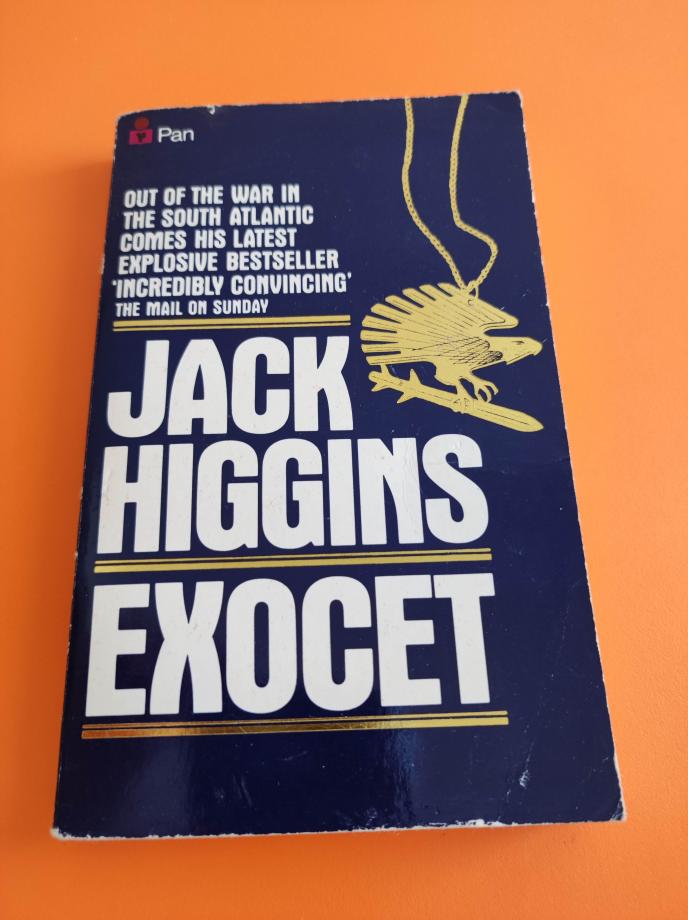 Pan
OUT OF THE WAR IN
THE SOUTH ATLANTIC
COMES HIS LATEST
EXPLOSIVE BESTSELLER
'INCREDIBLY CONVINCING'
THE MAIL ON SUNDAY
JACK
HIGGINS
EXOCET